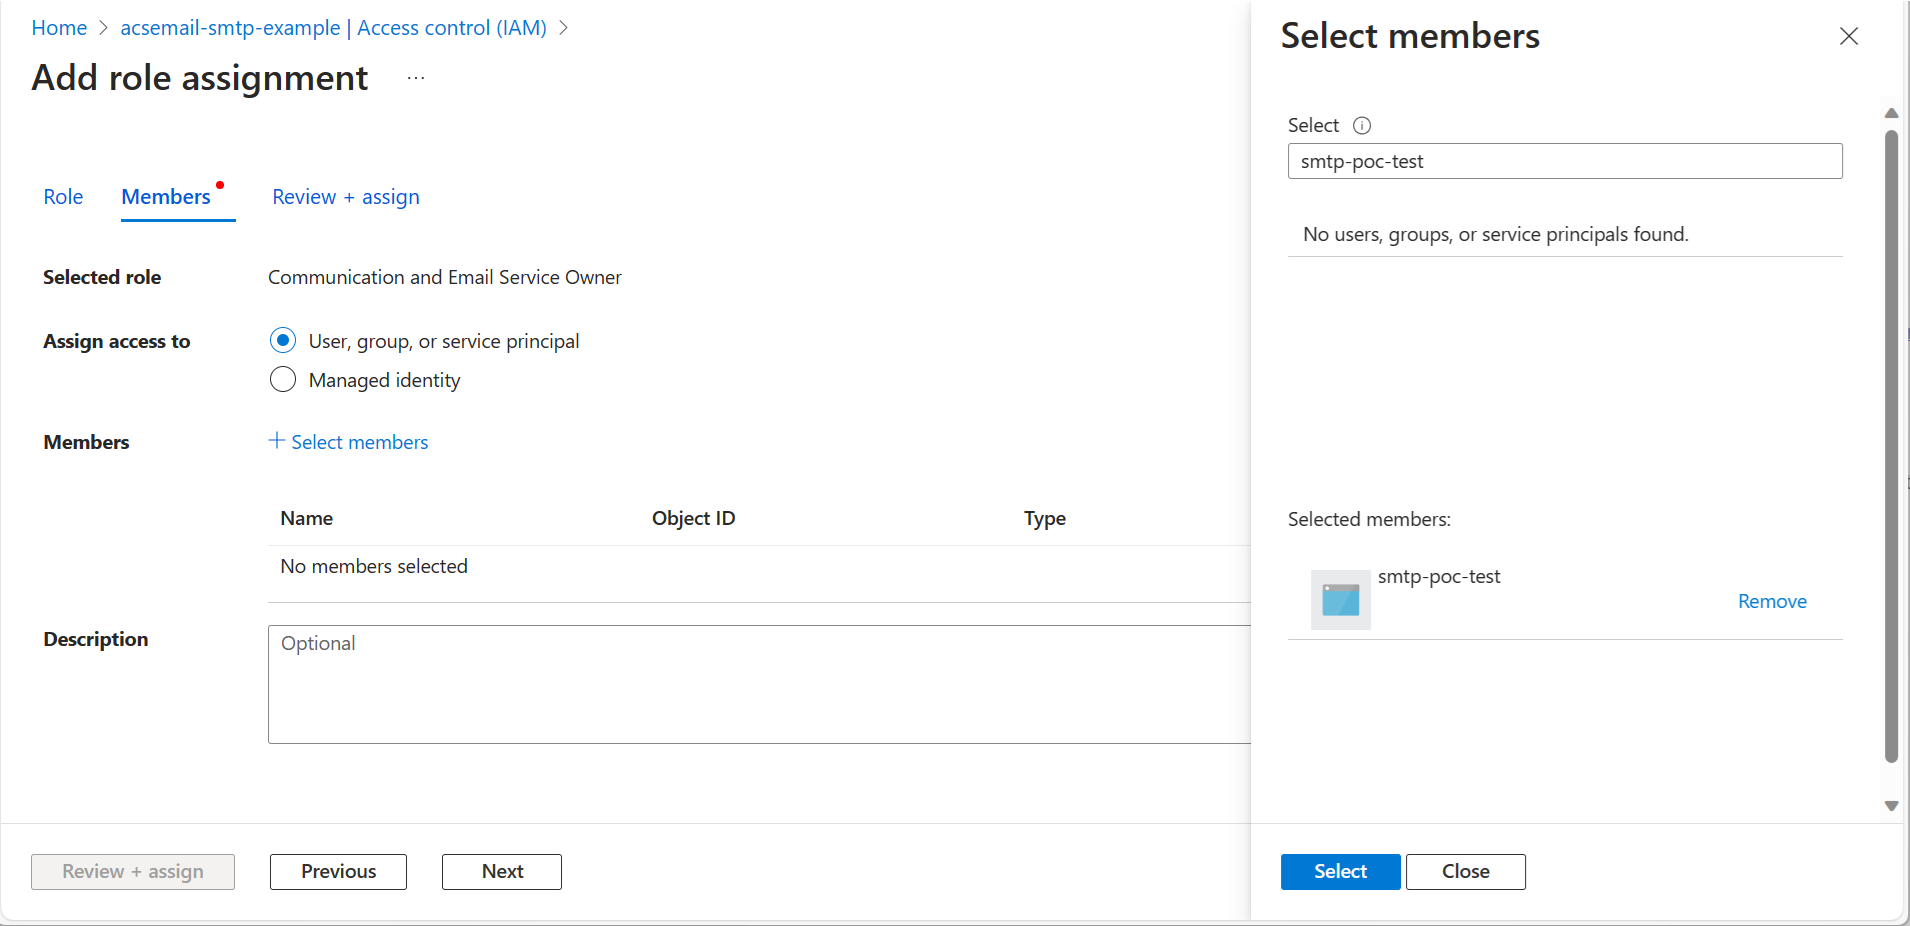 Home > acsemail-smtp-example | Access control (IAM) >
Add role assignment ...
Role Members Review + assign
Selected role Communication and Email Service Owner
Assign access to User, group, or service principal
Managed identity
Members + Select members
Name Object ID Type
No members selected
Description Optional
Review + assign Previous Next
Select members
Select
smtp-poc-test
No users, groups, or service principals found.
Selected members:
smtp-poc-test
Remove
Select Close